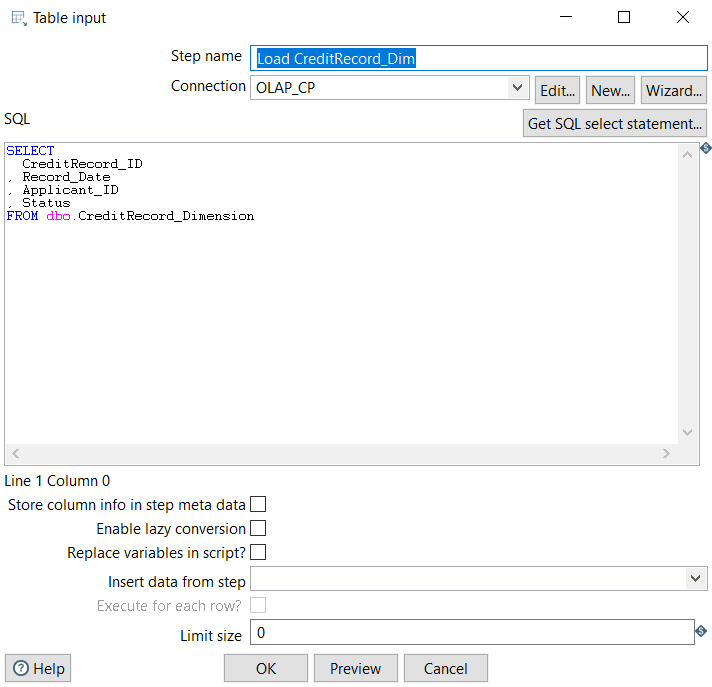 Table input
Step name Load CreditRecord_Dim
Connection OLAP_CP Edit... New... Wizard...
SQL Get SQL select statement...
SELECT
CreditRecord_ID
, Record_Date
, Applicant_ID
, Status
FROM dbo.CreditRecord_Dimension
Line 1 Column 0
Store column info in step meta data
Enable lazy conversion
Replace variables in script?
Insert data from step
Execute for each row?
Limit size 0
Help OK Preview Cancel